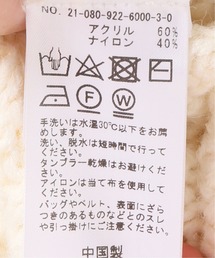 NO. 21-080-922-6000-3-0
アクリル 60%
ナイロン 40%
手洗いは水温30℃以下をお薦
めします。
洗い、脱水は短時間で行って
ください。
タンブラー乾燥はお避けくだ
さい。
アイロンは当て布を使用して
ください。
バッグやベルト、表面にざら
つきのあるものなどとのスレ
や引っ掛けにご注意ください。
中国製